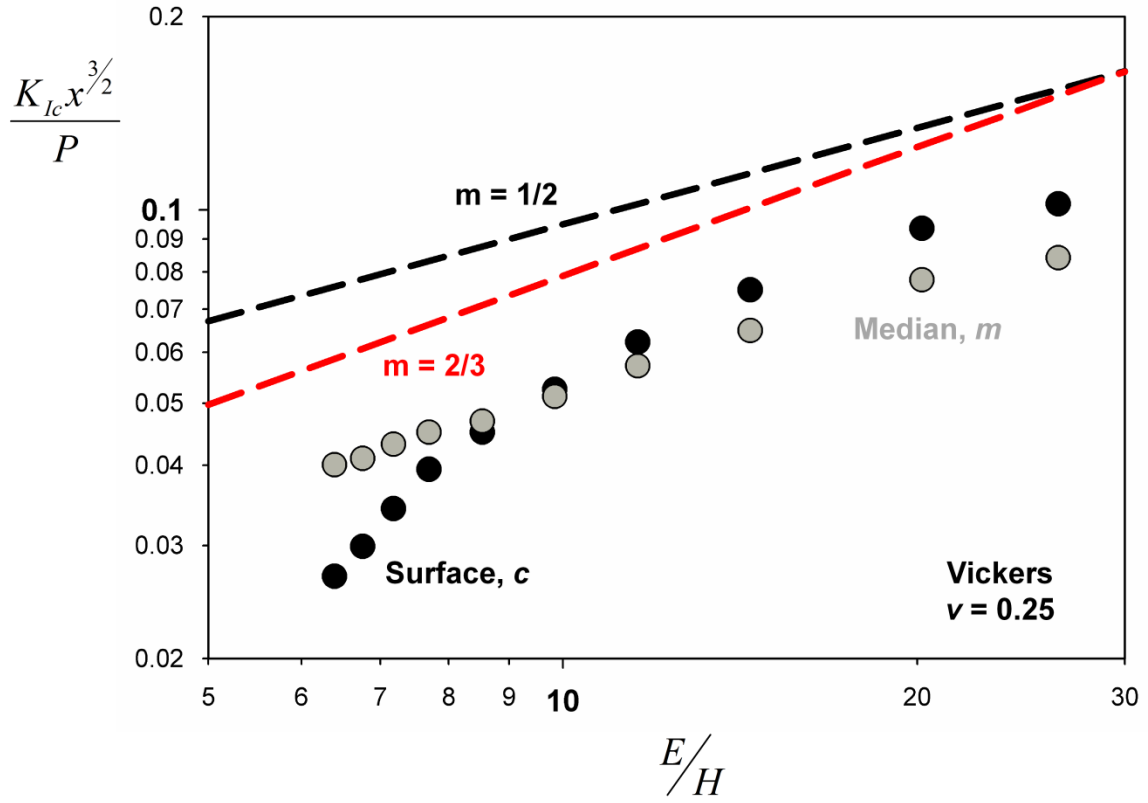 0.2
K_{Ic} x^{3/2}
P
m = 1/2
0.1
0.09
0.08
0.07
Median, m
0.06
m = 2/3
0.05
0.04
0.03
Surface, c
Vickers
v = 0.25
0.02
5 6 7 8 9 10 20 30
E/H